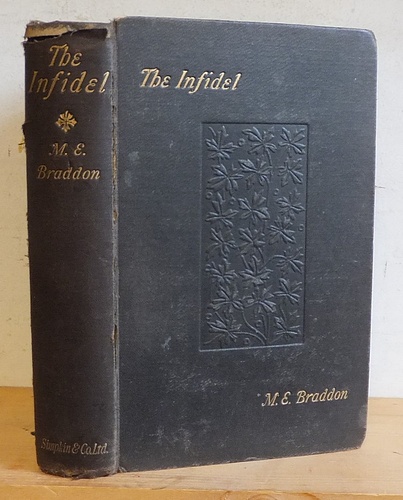 The
Infidel
M. E.
Braddon
Simpkin & Co. Ltd.
The Infidel
M. E. Braddon